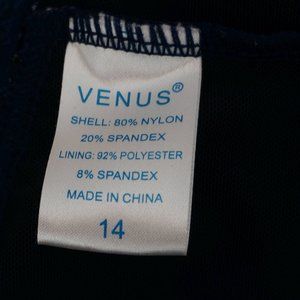 VENUS®
SHELL: 80% NYLON
20% SPANDEX
LINING: 92% POLYESTER
8% SPANDEX
MADE IN CHINA
14